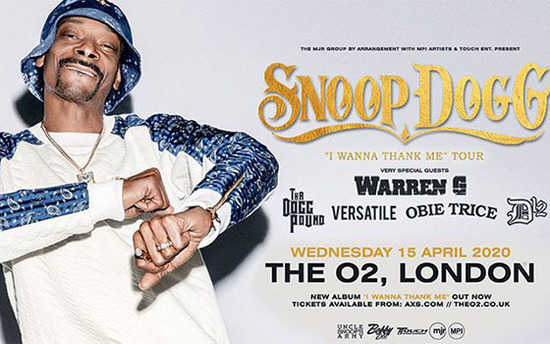 THE MJR GROUP BY ARRANGEMENT WITH MPI ARTISTS & TOUCH ENT. PRESENT
SNOOP DOGG
"I WANNA THANK ME" TOUR
VERY SPECIAL GUESTS
WARREN G
THA DOGG POUND VERSATILE OBIE TRICE D12
WEDNESDAY 15 APRIL 2020
THE O2, LONDON
NEW ALBUM "I WANNA THANK ME" OUT NOW
TICKETS AVAILABLE FROM: AXS.COM // THEO2.CO.UK
UNCLE SNOOP'S ARMY Bobby Dee TOUCH mjr MPI